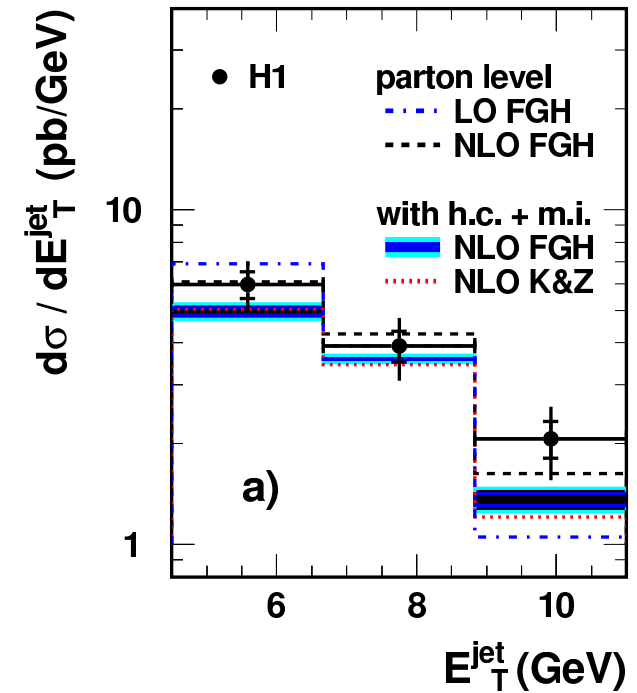 dσ / dE_T^jet (pb/GeV)
H1
parton level
LO FGH
NLO FGH
with h.c. + m.i.
NLO FGH
NLO K&Z
10
1
a)
6 8 10
E_T^jet (GeV)